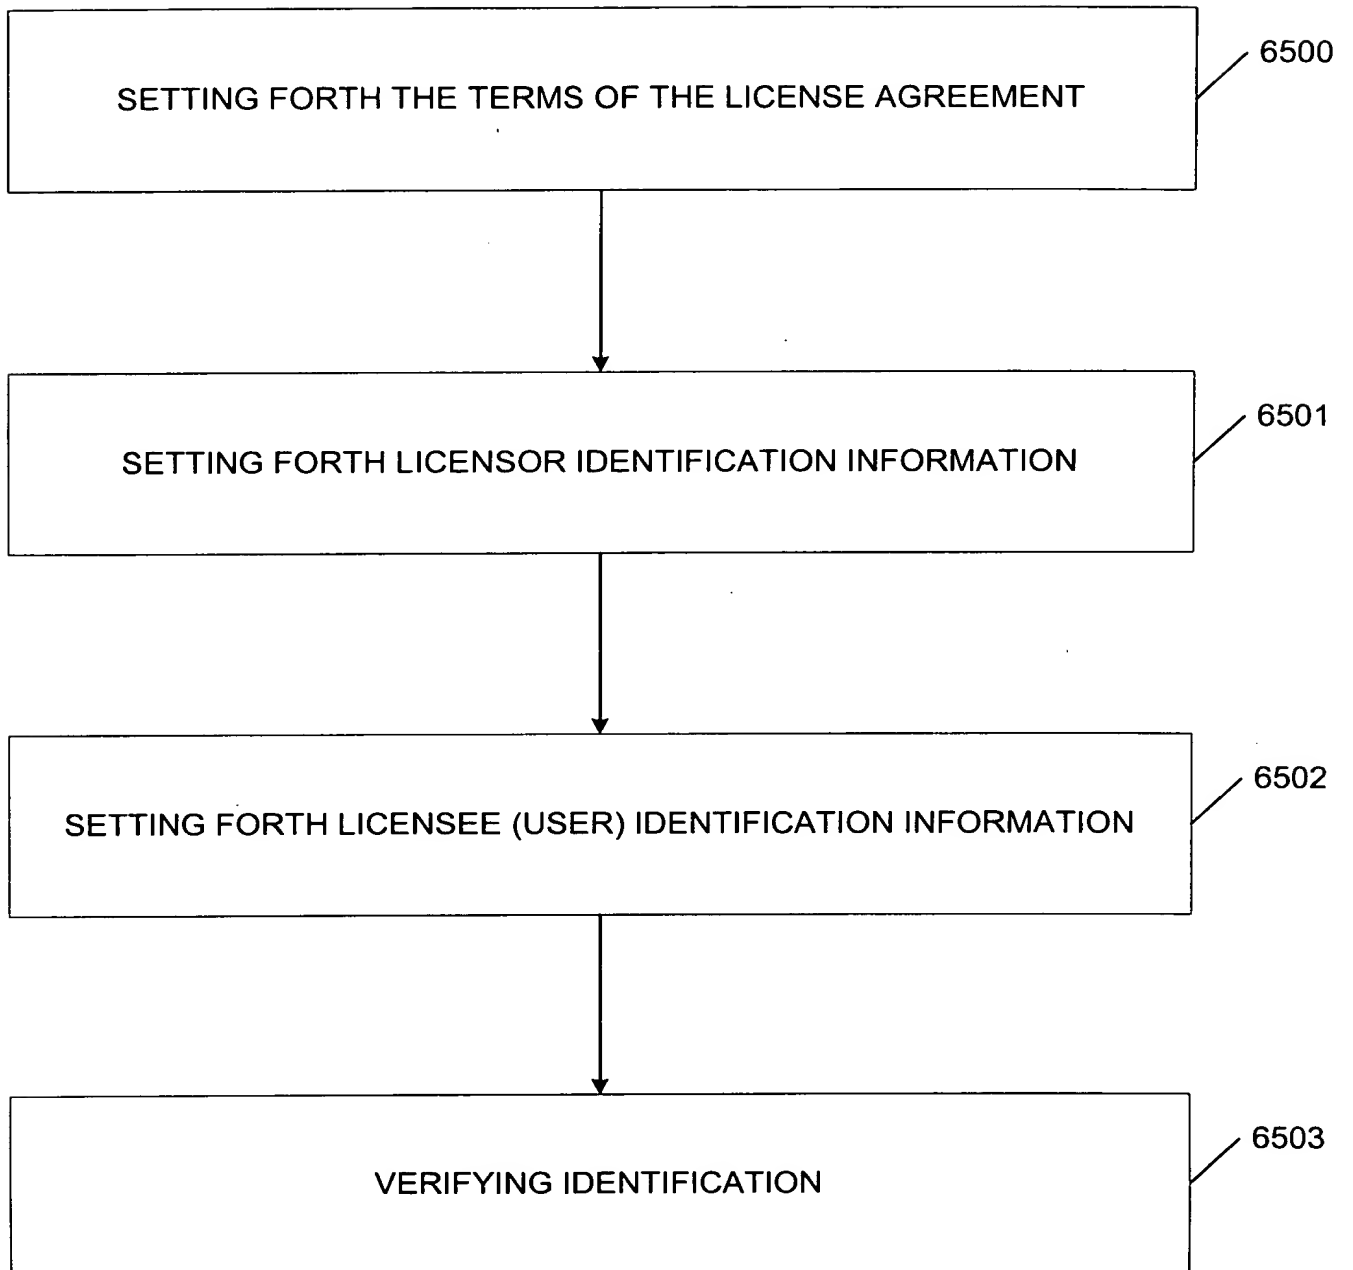 SETTING FORTH THE TERMS OF THE LICENSE AGREEMENT
6500
SETTING FORTH LICENSOR IDENTIFICATION INFORMATION
6501
SETTING FORTH LICENSEE (USER) IDENTIFICATION INFORMATION
6502
VERIFYING IDENTIFICATION
6503